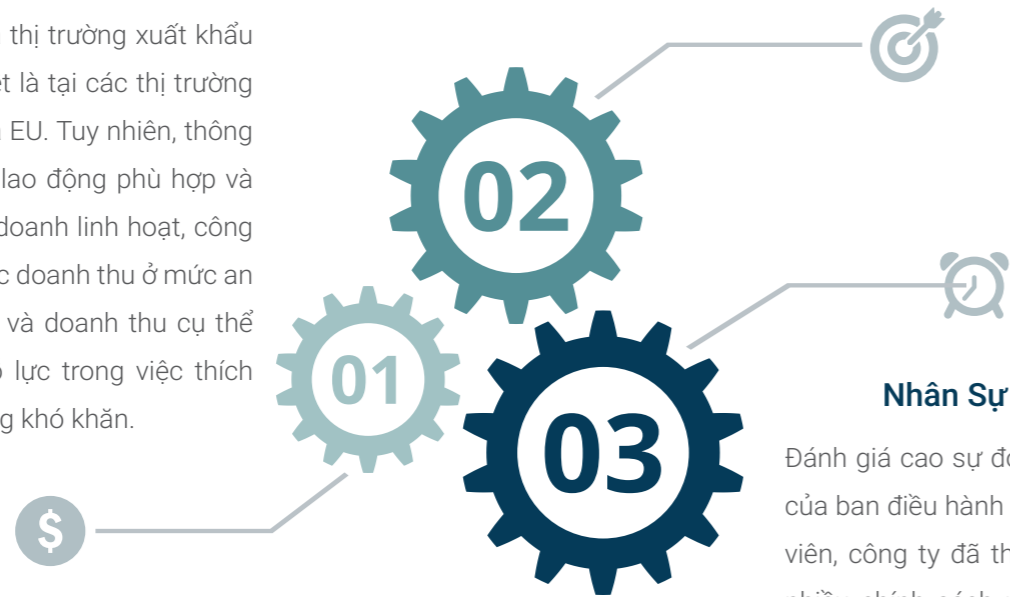 thị trường xuất khẩu
là tại các thị trường
EU. Tuy nhiên, thông
lao động phù hợp và
doanh linh hoạt, công
doanh thu ở mức an
và doanh thu cụ thể
lực trong việc thích
khó khăn.
02
01
03
$
Nhân Sự
Đánh giá cao sự
của ban điều hành
viên, công ty đã